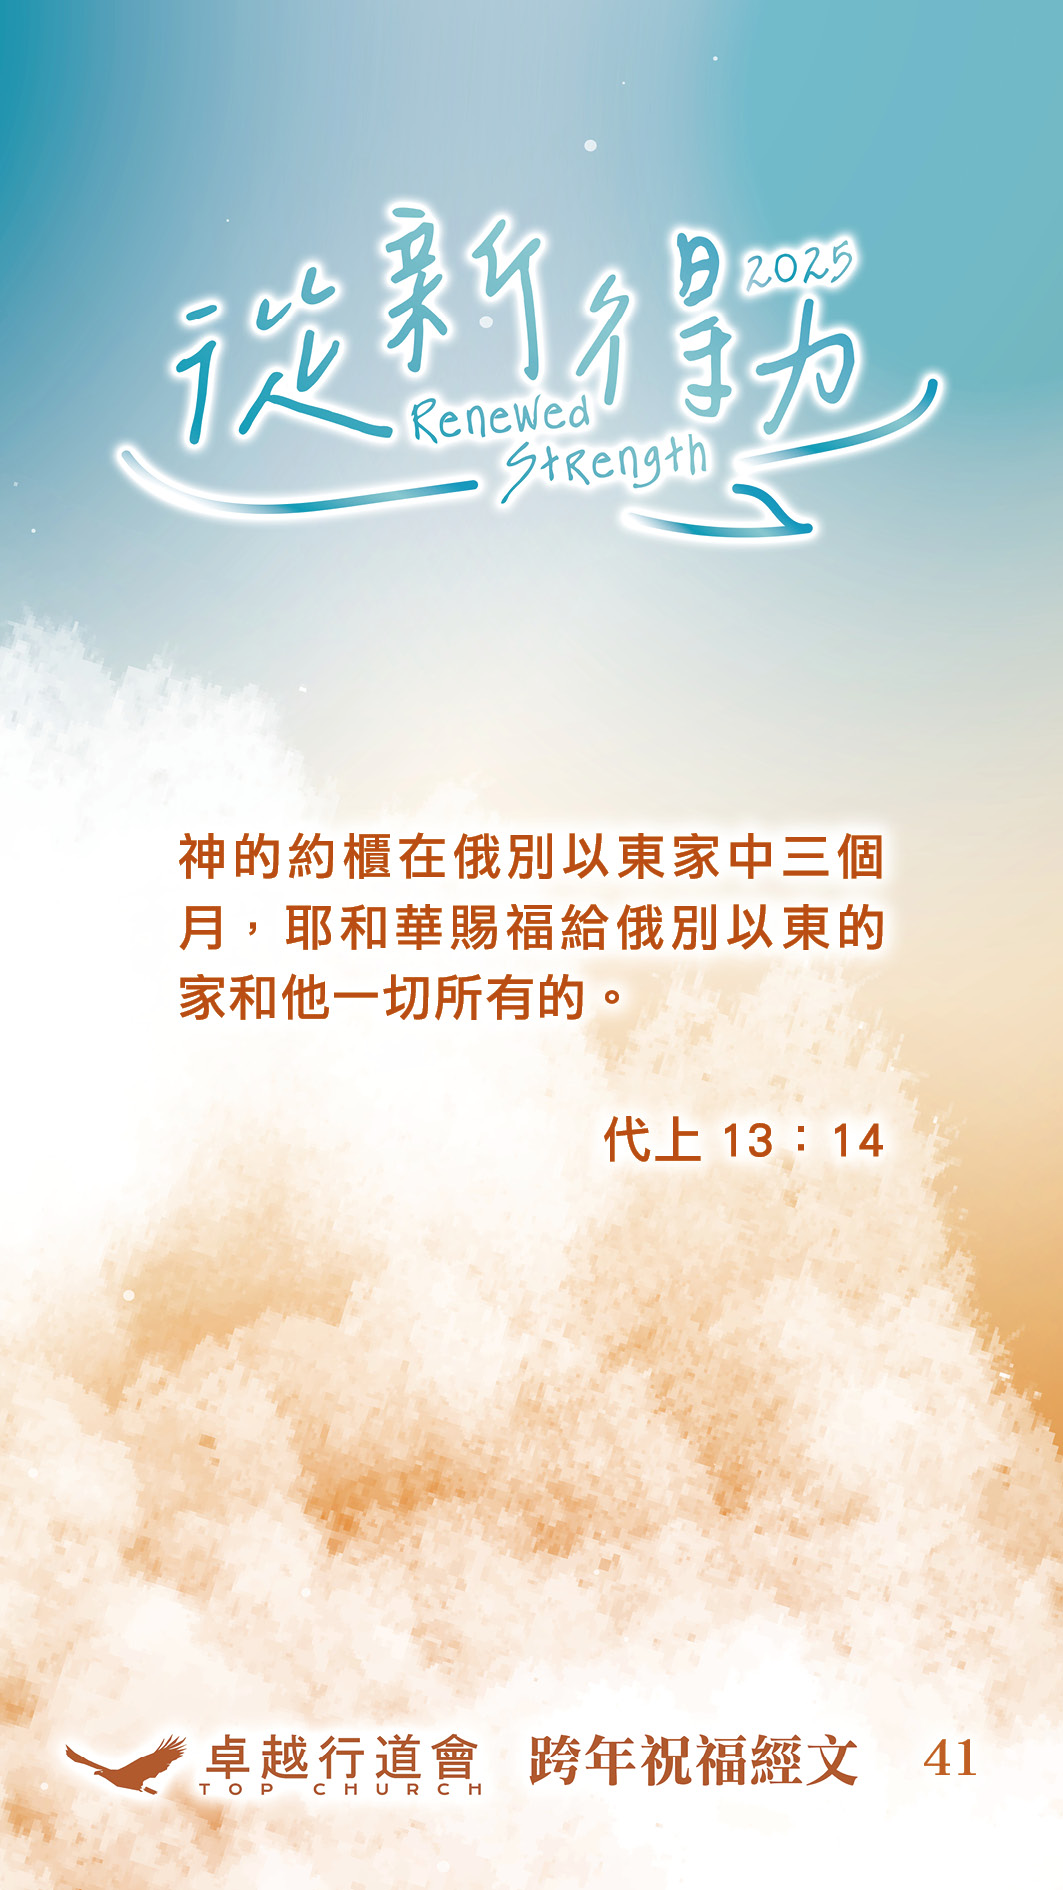 從新得力 2025
Renewed
Strength
神的約櫃在俄別以東家中三個
月，耶和華賜福給俄別以東的
家和他一切所有的。
代上 13：14
卓越行道會 跨年祝福經文 41
TOP CHURCH